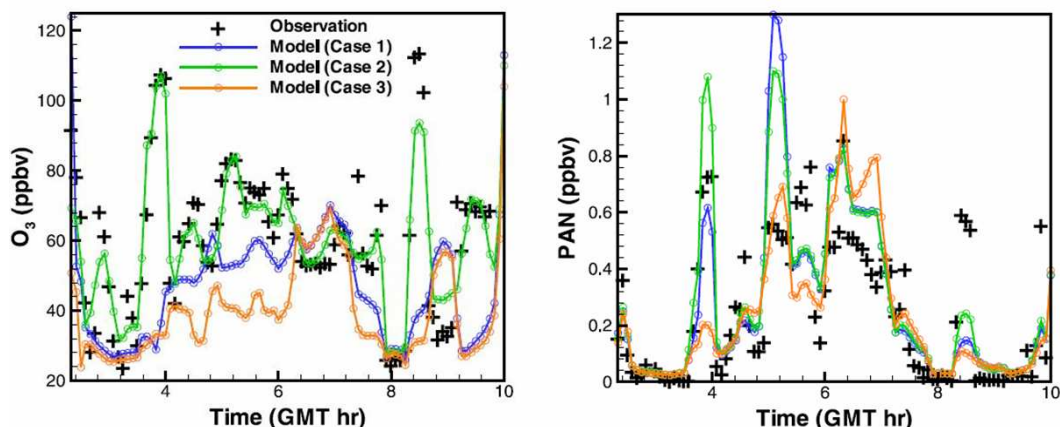 120
100
80
60
40
20
O3 (ppbv)
4
6
8
10
Time (GMT hr)
Observation
Model (Case 1)
Model (Case 2)
Model (Case 3)
1.2
1
0.8
0.6
0.4
0.2
0
PAN (ppbv)
4
6
8
10
Time (GMT hr)